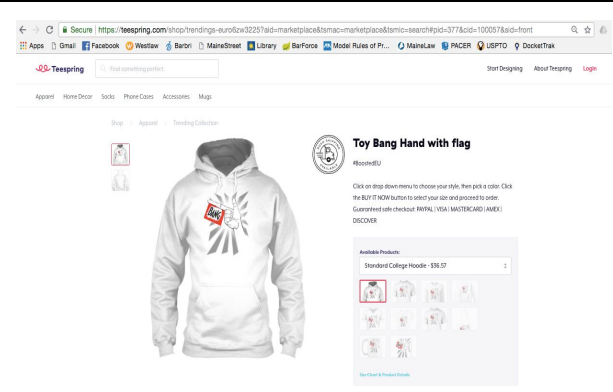 Secure | https://teespring.com/shop/trendings-euro6zw3225?aid=marketplace&tsmac=marketplace&tsmic=search#pid=377&cid=100057&sid=front
Apps Gmail Facebook Westlaw Barbri MaineStreet Library BarForce Model Rules of Pr... MaineLaw PACER USPTO DocketTrak
Teespring Find something perfect Start Designing About Teespring Login
Apparel Home Decor Socks Phone Cases Accessories Mugs
Shop Apparel Trending Collection
Toy Bang Hand with flag
#BoostedEU
Click on drop down menu to choose your style, then pick a color. Click
the BUY IT NOW button to select your size and proceed to order.
Guaranteed safe checkout: PAYPAL | VISA | MASTERCARD | AMEX |
DISCOVER
BANG
Available Products:
Standard College Hoodie - $36.57
Size Chart & Product Details